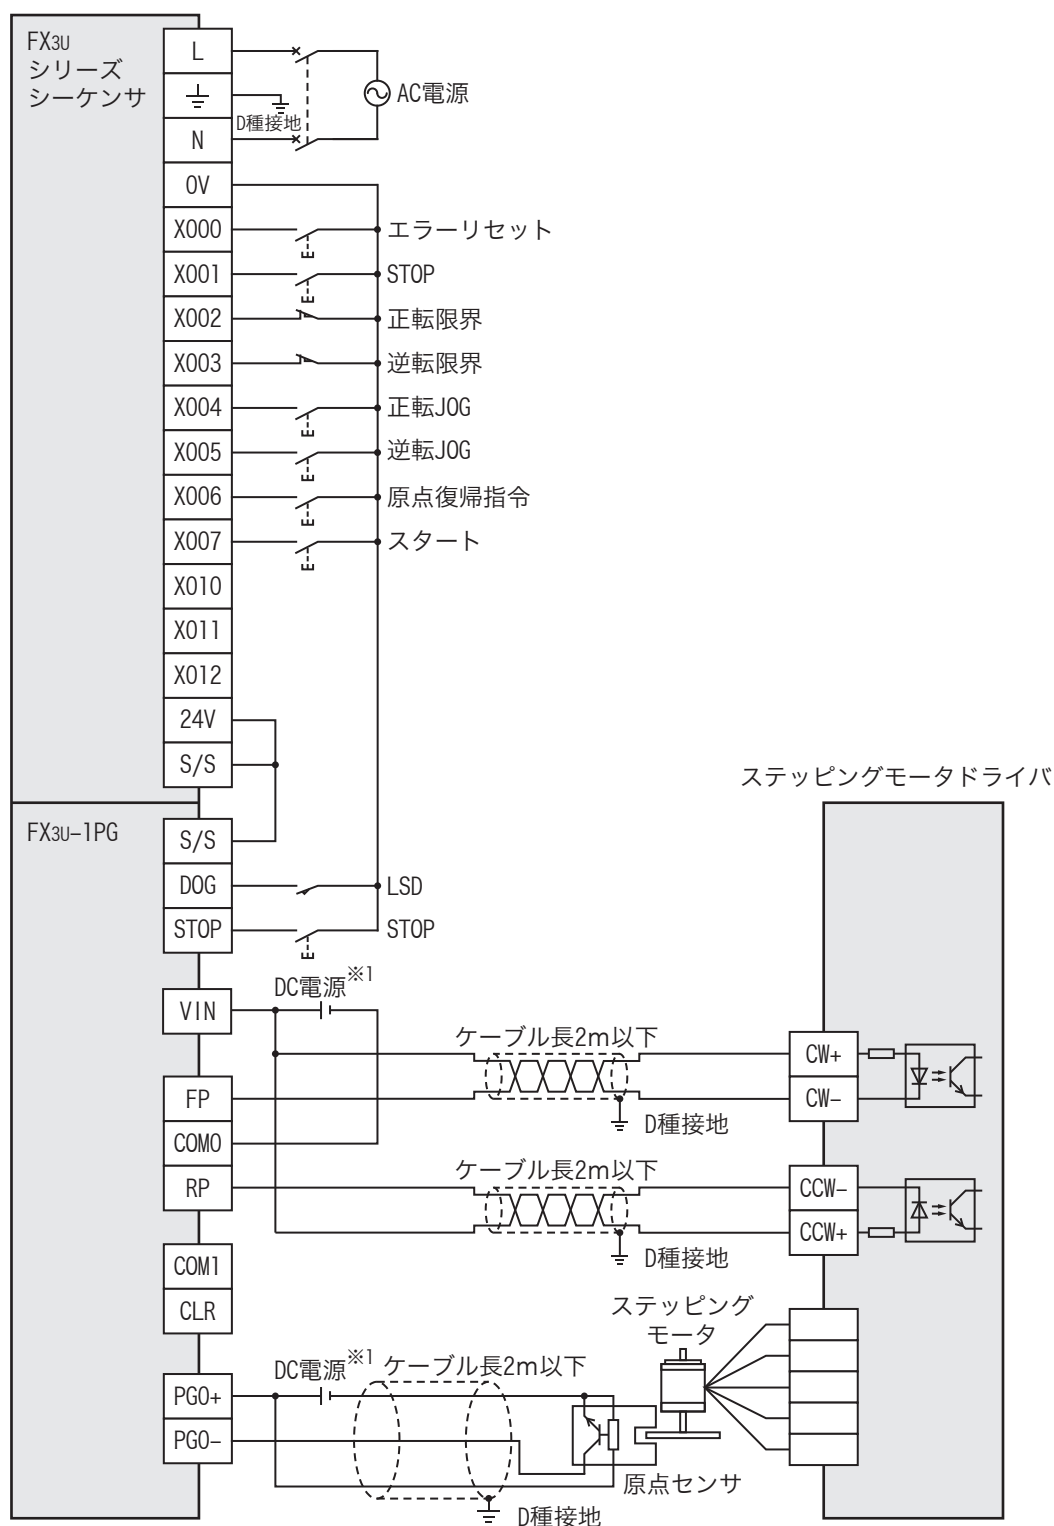 FX3U
シリーズ
シーケンサ
L
D種接地
AC電源
N
0V
X000
エラーリセット
X001
STOP
X002
正転限界
X003
逆転限界
X004
正転JOG
X005
逆転JOG
X006
原点復帰指令
X007
スタート
X010
X011
X012
24V
S/S
ステッピングモータドライバ
FX3U-1PG
S/S
DOG
LSD
STOP
STOP
DC電源※1
VIN
ケーブル長2m以下
CW+
FP
CW-
D種接地
COM0
ケーブル長2m以下
RP
CCW-
CCW+
D種接地
COM1
CLR
ステッピング
モータ
DC電源※1
ケーブル長2m以下
PG0+
PG0-
原点センサ
D種接地